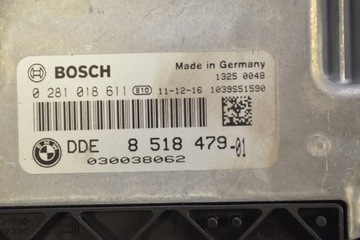 BOSCH
Made in Germany
1325 0048
0 281 018 611 810 11-12-16 1039S51590
DDE 8 518 479-01
030038062